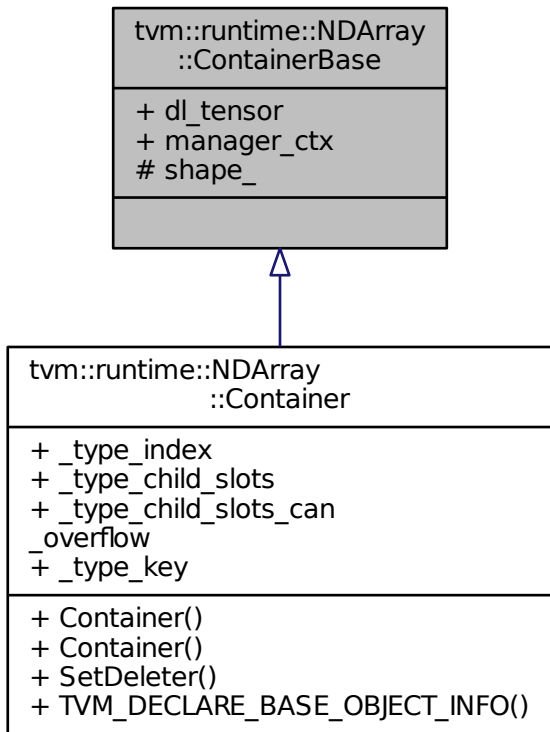 tvm::runtime::NDArray
::ContainerBase
+ dl_tensor
+ manager_ctx
# shape_
tvm::runtime::NDArray
::Container
+ _type_index
+ _type_child_slots
+ _type_child_slots_can
_overflow
+ _type_key
+ Container()
+ Container()
+ SetDeleter()
+ TVM_DECLARE_BASE_OBJECT_INFO()